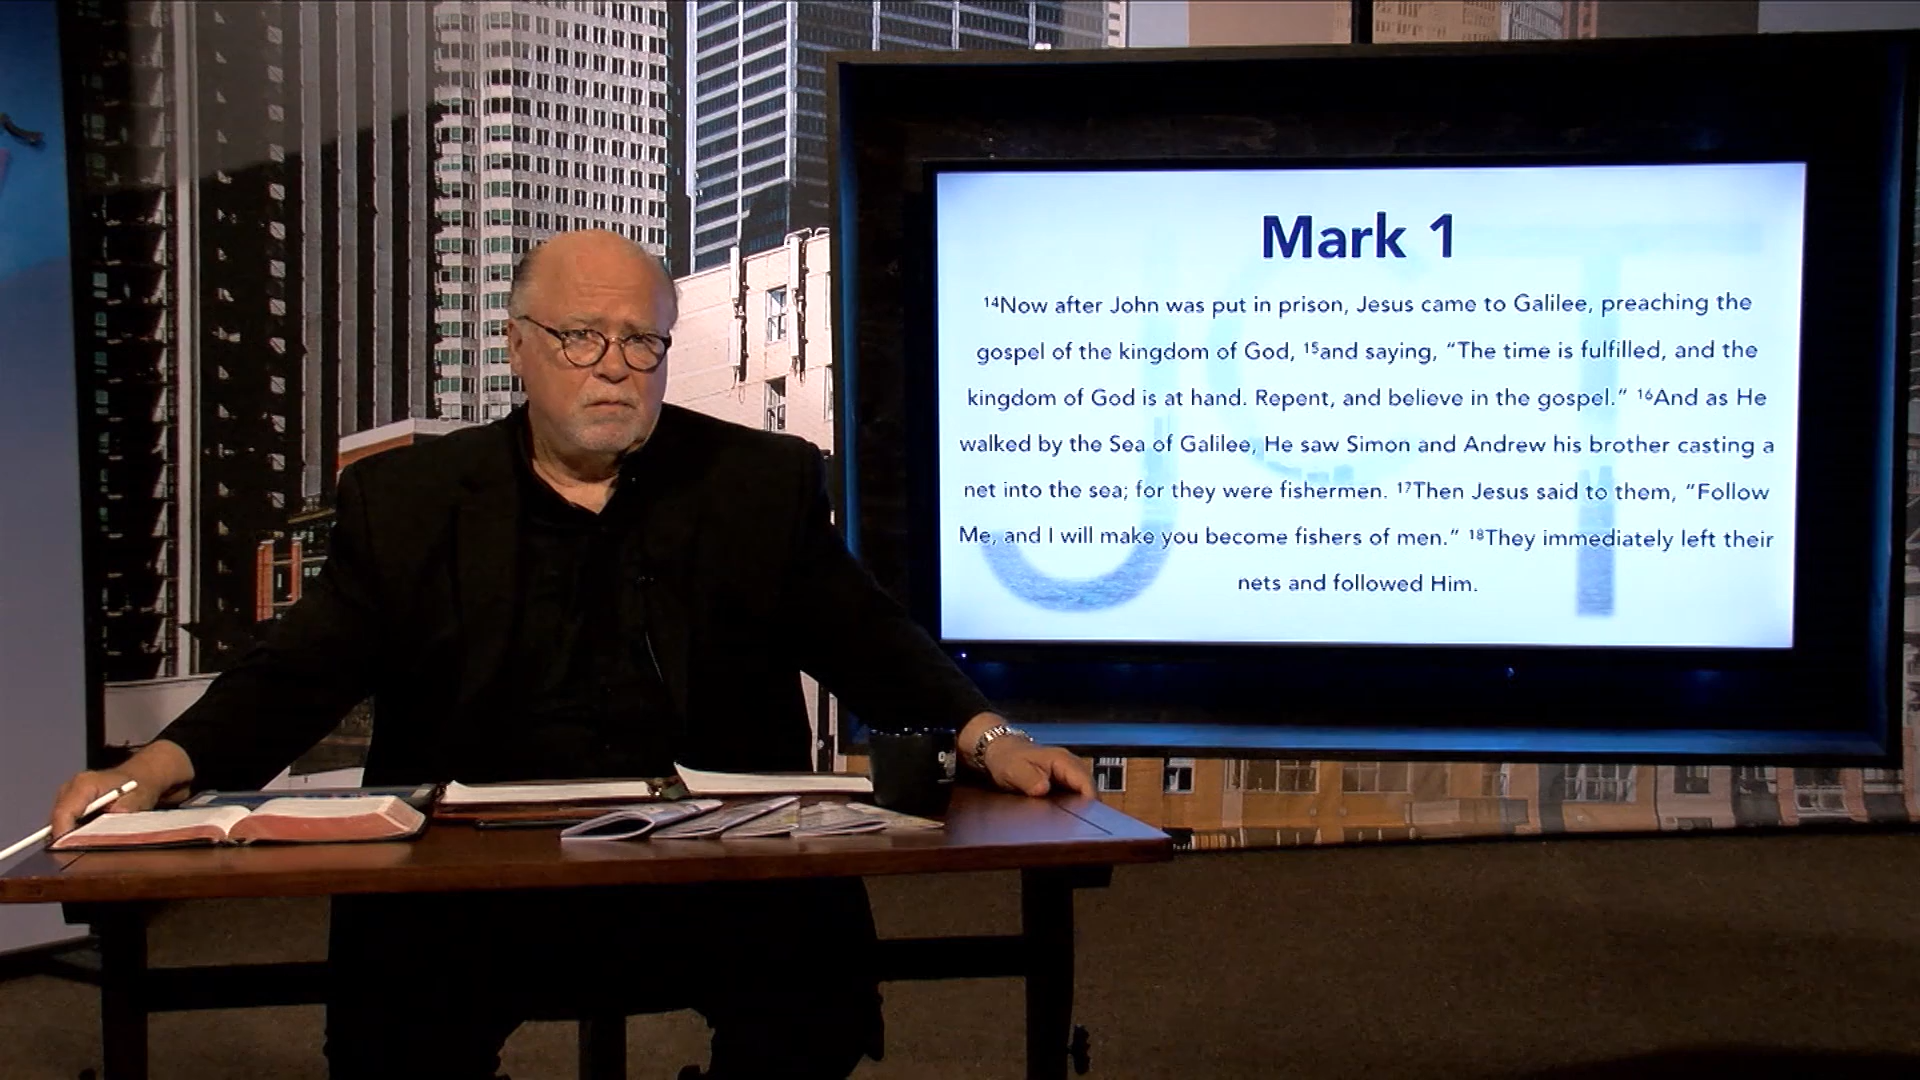 Mark 1
¹⁴Now after John was put in prison, Jesus came to Galilee, preaching the
gospel of the kingdom of God, ¹⁵and saying, “The time is fulfilled, and the
kingdom of God is at hand. Repent, and believe in the gospel.” ¹⁶And as He
walked by the Sea of Galilee, He saw Simon and Andrew his brother casting a
net into the sea; for they were fishermen. ¹⁷Then Jesus said to them, “Follow
Me, and I will make you become fishers of men.” ¹⁸They immediately left their
nets and followed Him.